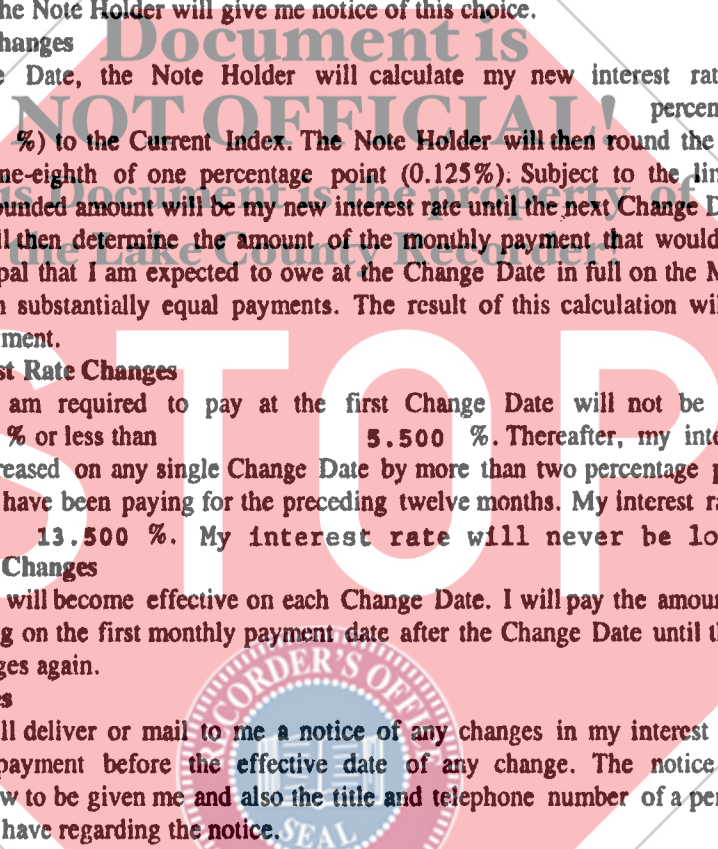 the Note Holder will give me notice of this choice.
hanges
Document is
Date, the Note Holder will calculate my new interest rat
NOT OFFICIAL!
percen
%) to the Current Index. The Note Holder will then round the
ne-eighth of one percentage point (0.125%). Subject to the lin
is Document is the property of
ounded amount will be my new interest rate until the next Change D
ll then determine the amount of the monthly payment that would
the Lake County Recorder!
pal that I am expected to owe at the Change Date in full on the M
n substantially equal payments. The result of this calculation wi
ment.
st Rate Changes
am required to pay at the first Change Date will not be
% or less than 5.500 %. Thereafter, my inte
reased on any single Change Date by more than two percentage p
have been paying for the preceding twelve months. My interest ra
13.500 %. My interest rate will never be lo
STOP
Changes
will become effective on each Change Date. I will pay the amou
g on the first monthly payment date after the Change Date until t
ges again.
es
ll deliver or mail to me a notice of any changes in my interest
payment before the effective date of any change. The notice
w to be given me and also the title and telephone number of a per
have regarding the notice.
RECORDER'S OFFI
SEAL